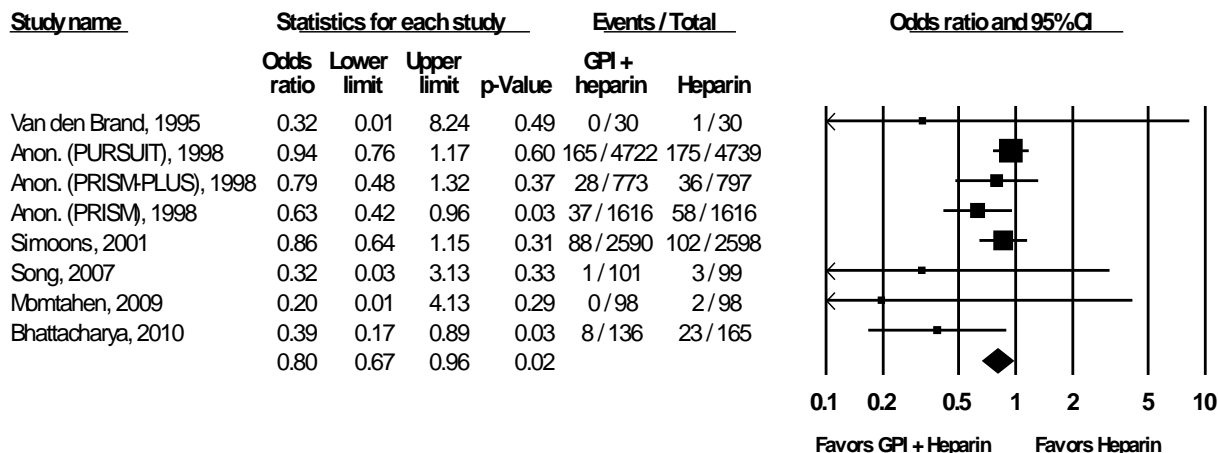 Study name Statistics for each study Events / Total Odds ratio and 95% CI
Odds Lower Upper GPI +
ratio limit limit p-Value heparin Heparin
Van den Brand, 1995 0.32 0.01 8.24 0.49 0 / 30 1 / 30
Anon. (PURSUIT), 1998 0.94 0.76 1.17 0.60 165 / 4722 175 / 4739
Anon. (PRISM-PLUS), 1998 0.79 0.48 1.32 0.37 28 / 773 36 / 797
Anon. (PRISM), 1998 0.63 0.42 0.96 0.03 37 / 1616 58 / 1616
Simoons, 2001 0.86 0.64 1.15 0.31 88 / 2590 102 / 2598
Song, 2007 0.32 0.03 3.13 0.33 1 / 101 3 / 99
Momtahen, 2009 0.20 0.01 4.13 0.29 0 / 98 2 / 98
Bhattacharya, 2010 0.39 0.17 0.89 0.03 8 / 136 23 / 165
0.80 0.67 0.96 0.02
0.1 0.2 0.5 1 2 5 10
Favors GPI + Heparin Favors Heparin